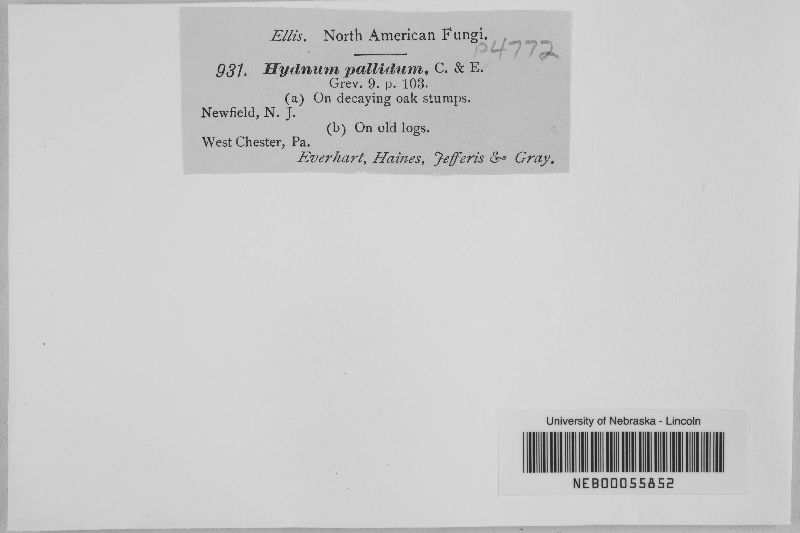 Ellis. North American Fungi.
P4772
931. Hydnum pallidum, C. & E.
Grev. 9. p. 103.
(a) On decaying oak stumps.
Newfield, N. J.
(b) On old logs.
West Chester, Pa.
Everhart, Haines, Jefferis & Gray.
University of Nebraska - Lincoln
NEB00055852